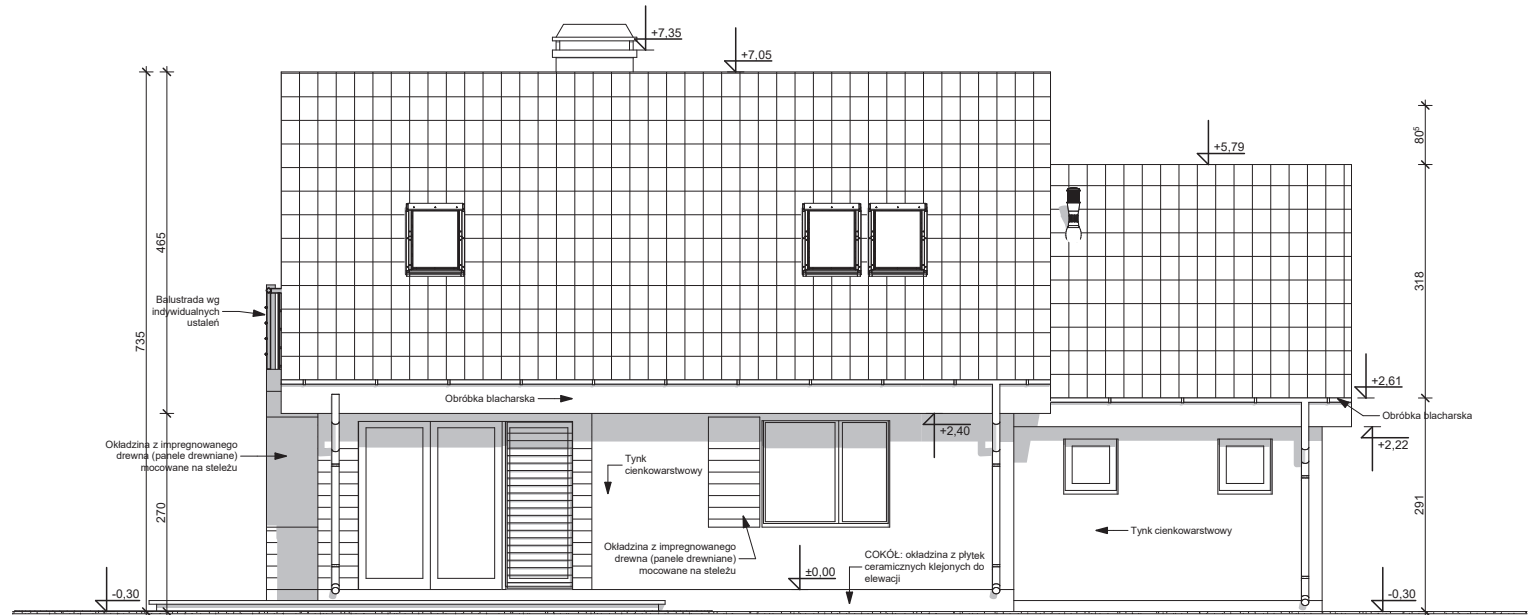 +7,35
+7,05
+5,79
80⁵
465
735
318
Balustrada wg
indywidualnych
ustaleń
Obróbka blacharska
+2,61
Obróbka blacharska
+2,40
+2,22
Okładzina z impregnowanego
drewna (panele drewniane)
mocowane na stelażu
Tynk
cienkowarstwowy
270
291
Tynk cienkowarstwowy
Okładzina z impregnowanego
drewna (panele drewniane)
mocowane na stelażu
COKÓŁ: okładzina z płytek
ceramicznych klejonych do
elewacji
±0,00
-0,30
-0,30